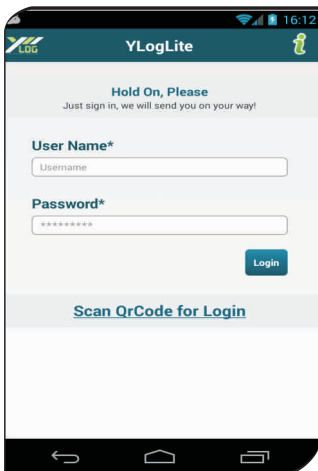 16:12
YLOG
YLogLite
Hold On, Please
Just sign in, we will send you on your way!
User Name*
Username
Password*
*********
Login
Scan QrCode for Login